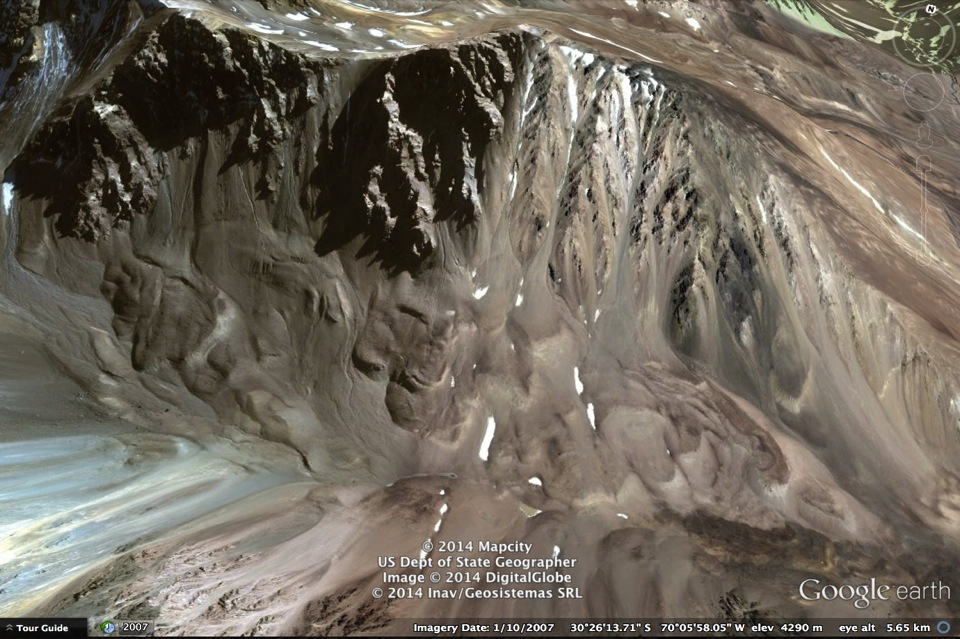 N
© 2014 Mapcity
US Dept of State Geographer
Image © 2014 DigitalGlobe
© 2014 Inav/Geosistemas SRL
Google earth
Tour Guide
2007
Imagery Date: 1/10/2007 30°26'13.71" S 70°05'58.05" W elev 4290 m eye alt 5.65 km